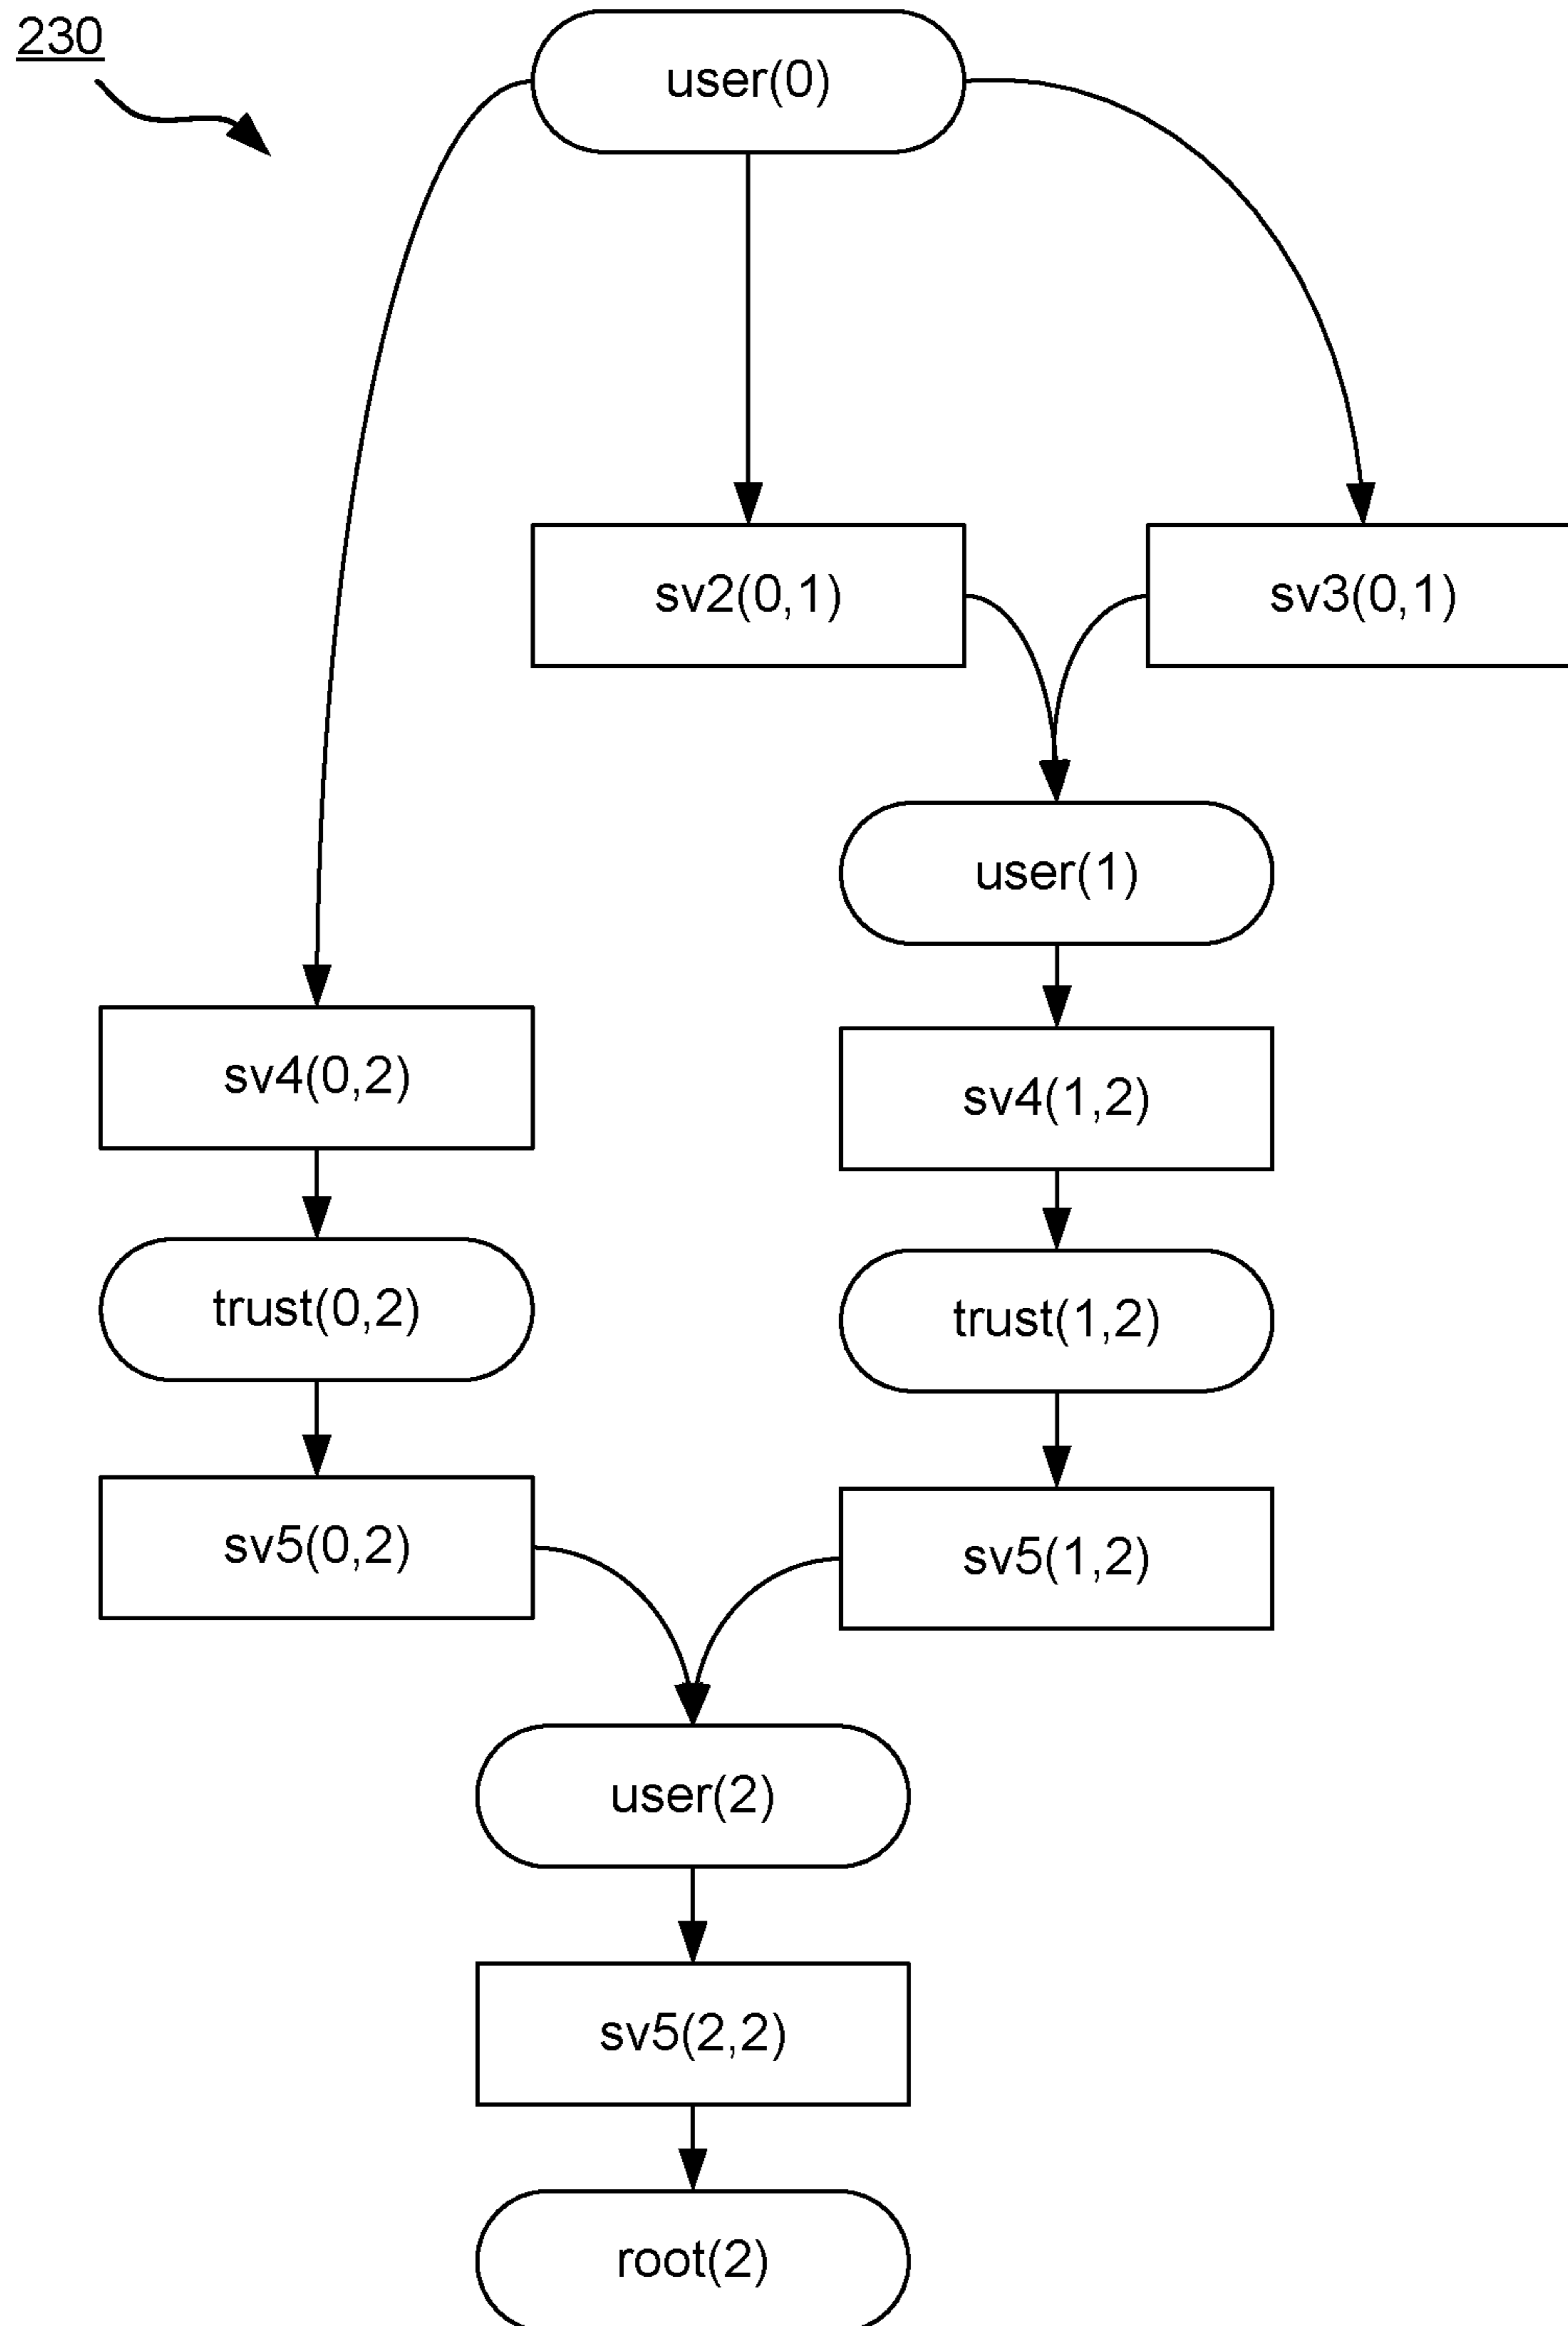 230
user(0)
sv2(0,1)
sv3(0,1)
user(1)
sv4(0,2)
sv4(1,2)
trust(0,2)
trust(1,2)
sv5(0,2)
sv5(1,2)
user(2)
sv5(2,2)
root(2)